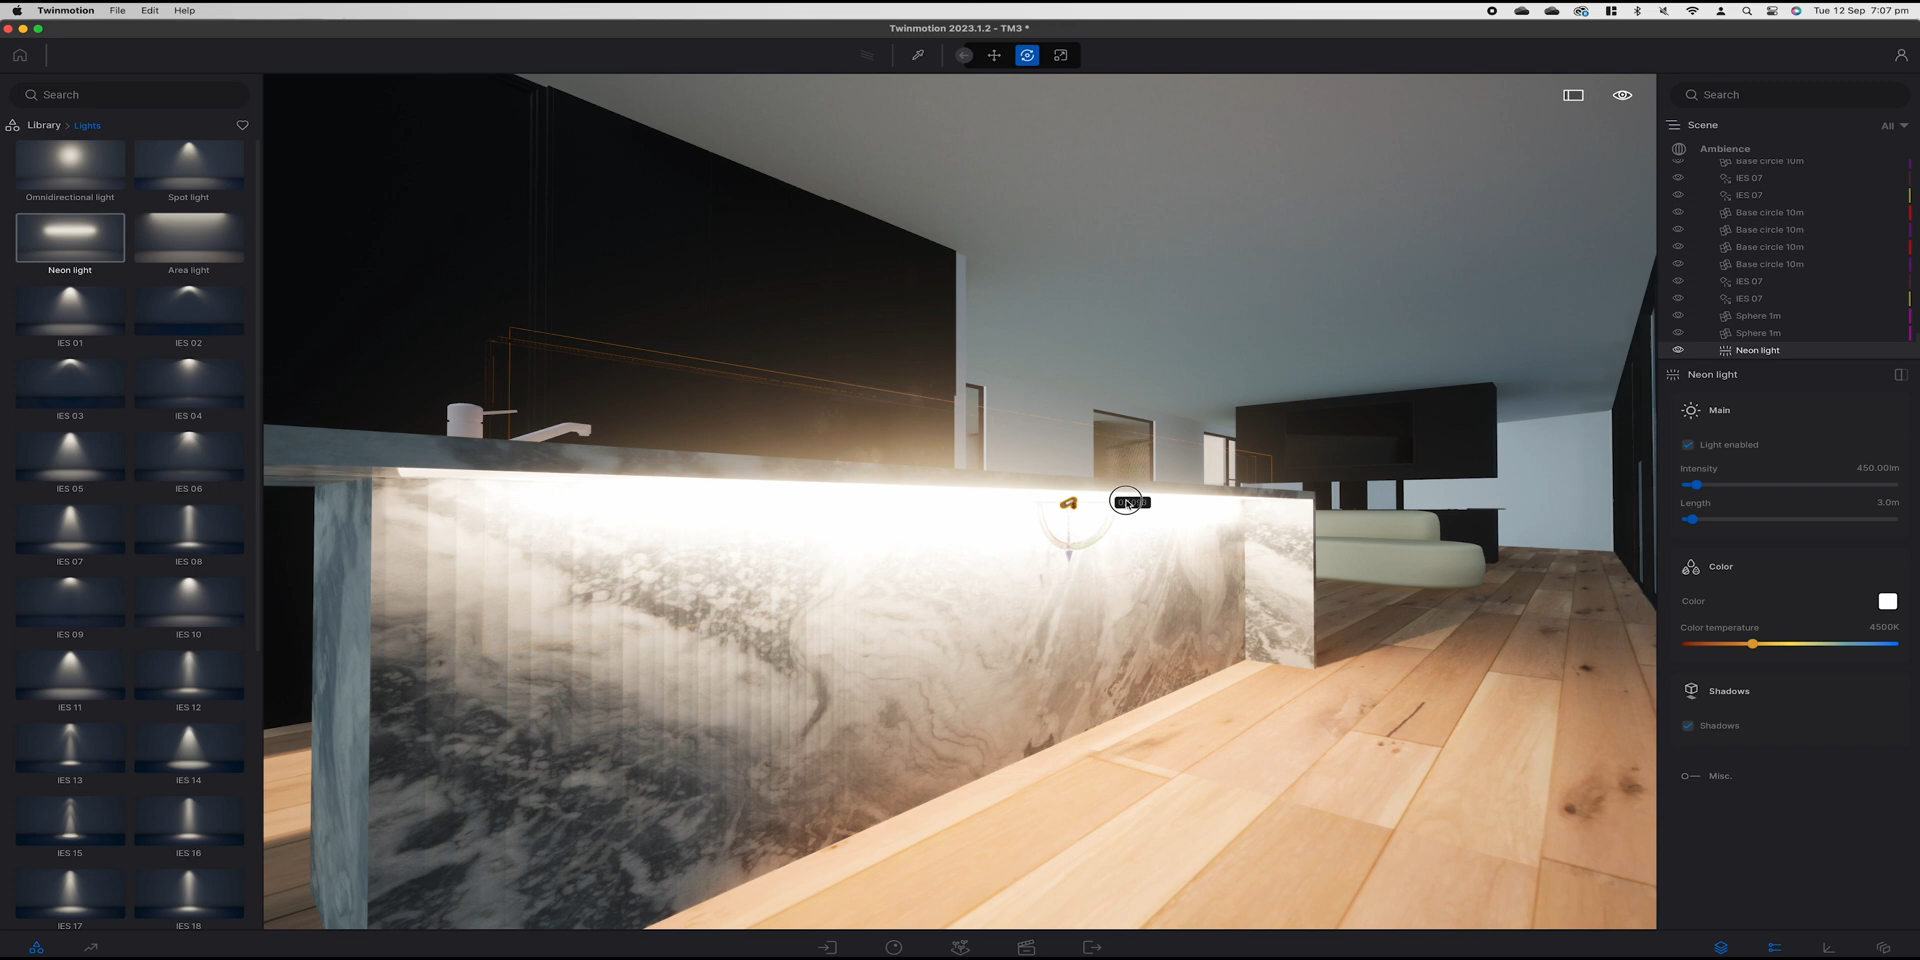 Twinmotion File Edit Help
Tue 12 Sep 7:07 pm
Twinmotion 2023.1.2 - TM3 *
Search
Library > Lights
Omnidirectional light Spot light
Neon light Area light
IES 01 IES 02
IES 03 IES 04
IES 05 IES 06
IES 07 IES 08
IES 09 IES 10
IES 11 IES 12
IES 13 IES 14
IES 15 IES 16
IES 17 IES 18
Search
Scene All
Ambience
Base circle 10m
IES 07
IES 07
Base circle 10m
Base circle 10m
Base circle 10m
Base circle 10m
IES 07
IES 07
Sphere 1m
Sphere 1m
Neon light
Neon light
Main
Light enabled
Intensity 450.00lm
Length 3.0m
Color
Color
Color temperature 4500K
Shadows
Shadows
Misc.